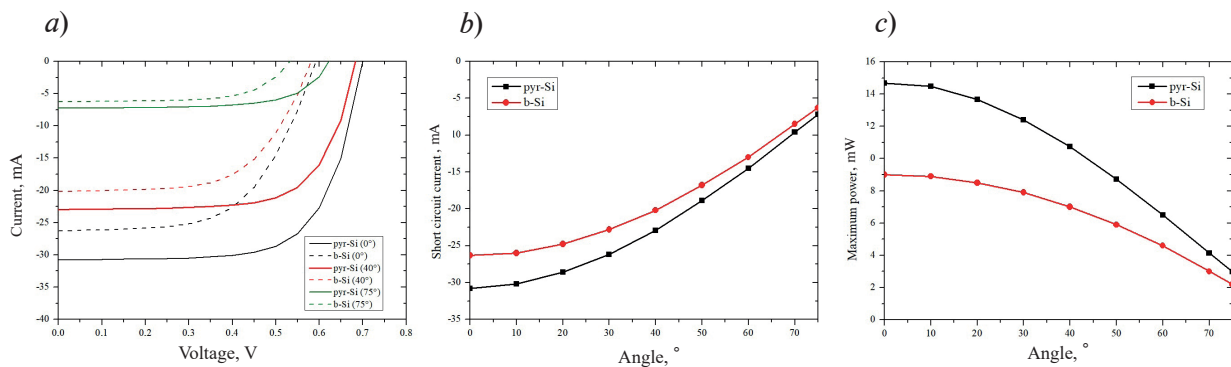 a)
b)
c)
0
-5
-10
-15
-20
-25
-30
-35
-40
Current, mA
0.0
0.1
0.2
0.3
0.4
0.5
0.6
0.7
0.8
Voltage, V
pyr-Si (0°)
b-Si (0°)
pyr-Si (40°)
b-Si (40°)
pyr-Si (75°)
b-Si (75°)
0
-5
-10
-15
-20
-25
-30
-35
Short circuit current , mA
0
10
20
30
40
50
60
70
Angle, °
pyr-Si
b-Si
16
14
12
0
8
6
4
2
0
Maximum power, mW
0
10
20
30
40
50
60
70
Angle, °
pyr-Si
b-Si